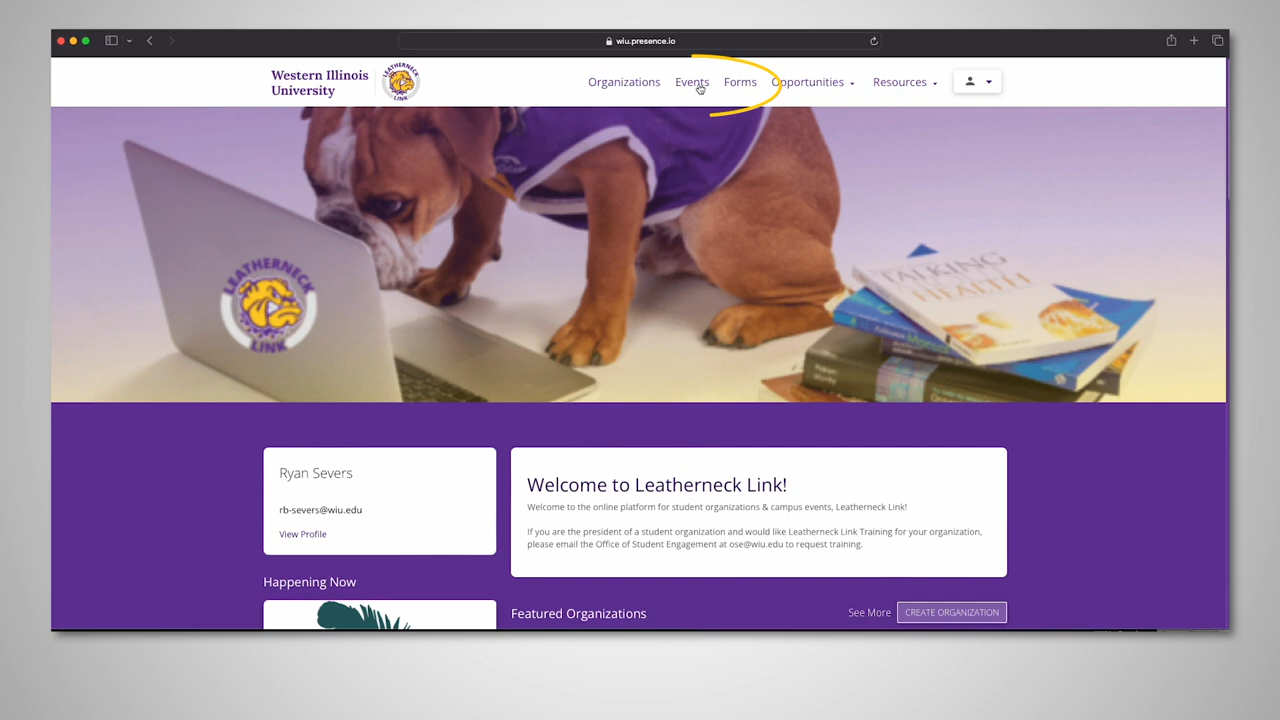 wiu.presence.io
Western Illinois
University
LEATHERNECK
LINK
Organizations
Events
Forms
Opportunities
Resources
LEATHERNECK
LINK
TALKING
HEALTH
Ryan Severs
rb-severs@wiu.edu
View Profile
Welcome to Leatherneck Link!
Welcome to the online platform for student organizations & campus events, Leatherneck Link!
If you are the president of a student organization and would like Leatherneck Link Training for your organization,
please email the Office of Student Engagement at ose@wiu.edu to request training.
Happening Now
Featured Organizations
See More
CREATE ORGANIZATION